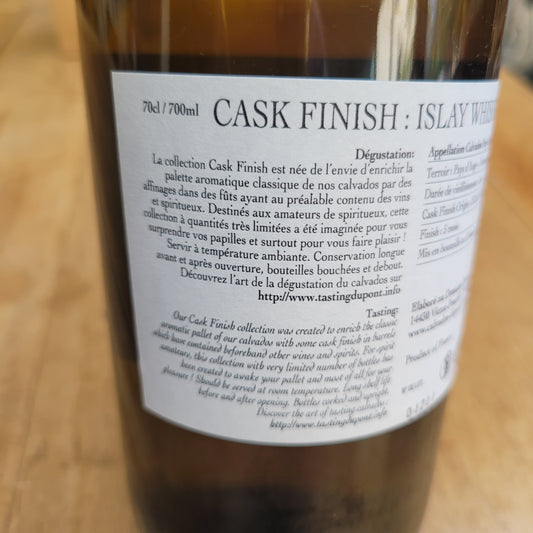 70cl / 700ml
CASK FINISH : ISLAY
Dégustation:
La collection Cask Finish est née de l'envie d'enrichir la
palette aromatique classique de nos calvados par des
affinages dans des fûts ayant au préalable contenu des vins
et spiritueux. Destinés aux amateurs de spiritueux, cette
collection à quantités très limitées a été imaginée pour vous
surprendre vos papilles et surtout pour vous faire plaisir !
Servir à température ambiante. Conservation longue
avant et après ouverture, bouteilles bouchées et debout.
Découvrez l'art de la dégustation du calvados sur
http://www.tastingdupont.info
Tasting:
Our Cask Finish collection was created to enrich the classic
aromatic pallet of our calvados with some cask finish in barrels
which have contained beforehand other wines and spirits. For spirit
amateurs, this collection with very limited number of bottles has
been created to awake your pallet and most of all for your
pleasure ! Should be served at room temperature. Long shelf life
before and after opening. Bottles corked and upright.
Discover the art of tasting calvados :
http://www.tastingdupont.info
Appellation Calvados
Terroir : Pays d'Auge
Durée de vieillissement
Cask Finish Origin
Finish :
Mis en bouteille
Elaboré au
14430
Product of